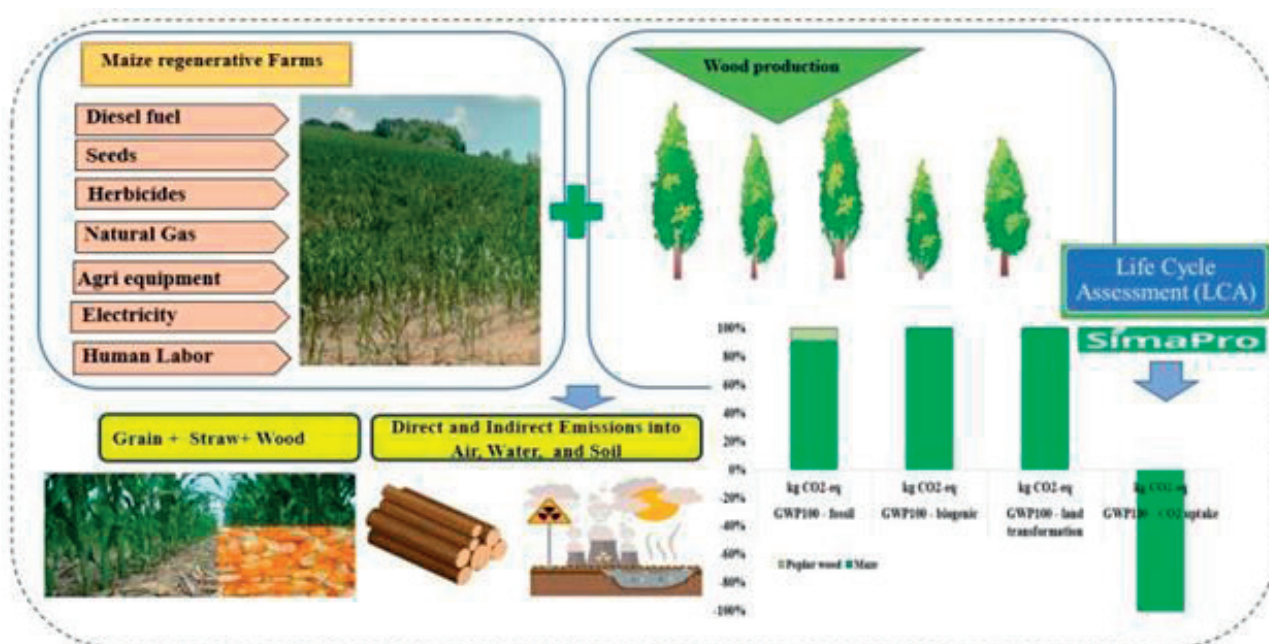 Maize regenerative Farms
Diesel fuel
Seeds
Herbicides
Natural Gas
Agri equipment
Electricity
Human Labor
Wood production
Life Cycle
Assessment (LCA)
SimaPro
Grain + Straw+ Wood
Direct and Indirect Emissions into
Air, Water, and Soil
100%
80%
60%
40%
20%
0%
-20%
-40%
-60%
-80%
-100%
kg CO2-eq
GWP100 - fossil
kg CO2-eq
GWP100 - biogenic
kg CO2-eq
GWP100 - land
transformation
kg CO2-eq
GWP100 - CO2 uptake
Poplar wood
Maze